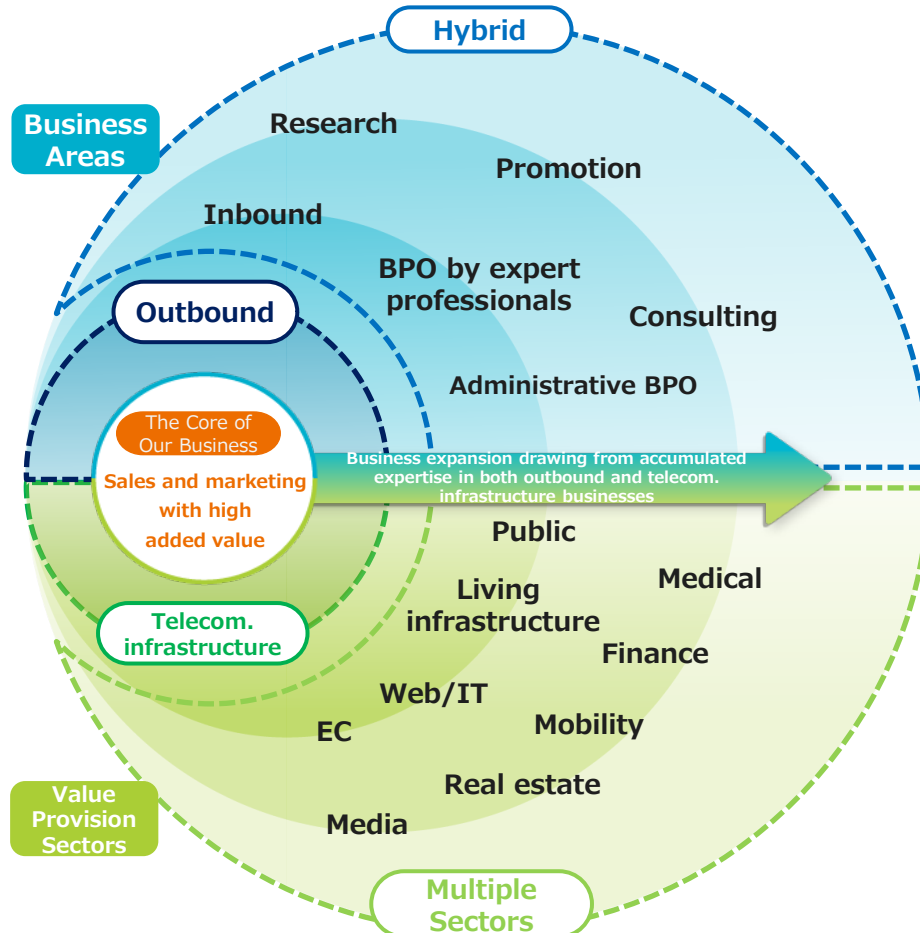 Hybrid
Business
Areas
Research
Promotion
Inbound
BPO by expert
professionals
Outbound
Consulting
Administrative BPO
The Core of
Our Business
Sales and marketing
with high
added value
Business expansion drawing from accumulated
expertise in both outbound and telecom.
infrastructure businesses
Public
Medical
Living
infrastructure
Telecom.
infrastructure
Finance
Web/IT
Mobility
EC
Real estate
Value
Provision
Sectors
Media
Multiple
Sectors